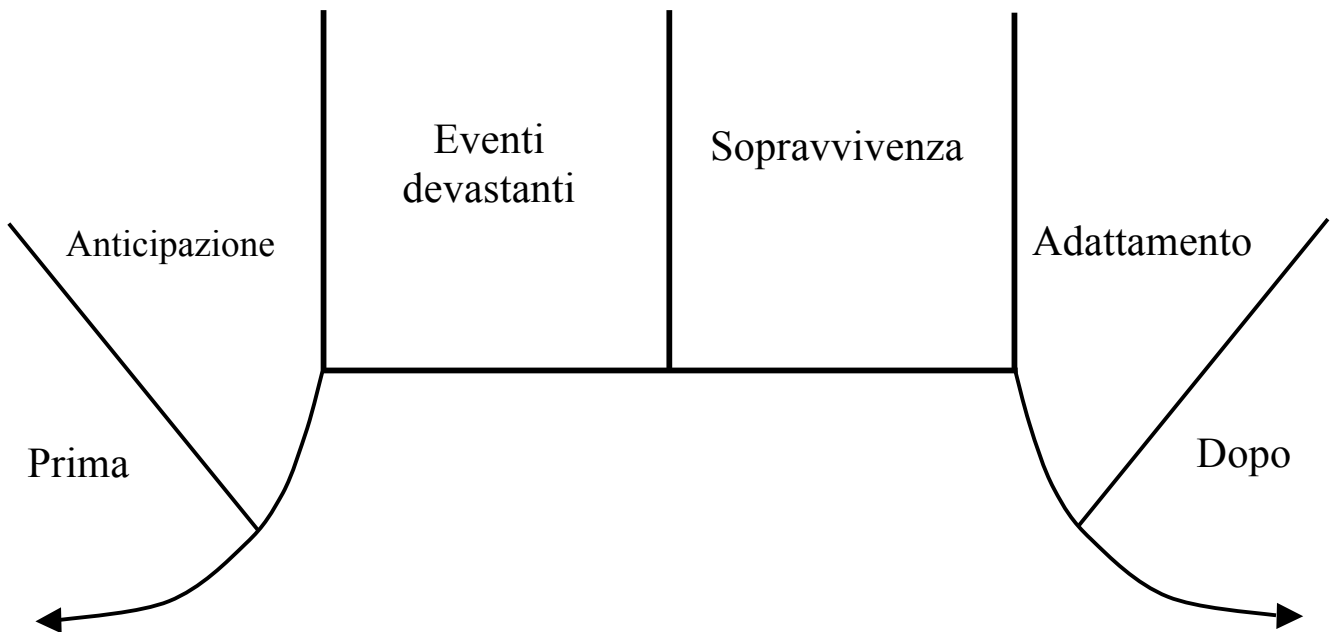 Prima
Anticipazione
Eventi
devastanti
Sopravvivenza
Adattamento
Dopo